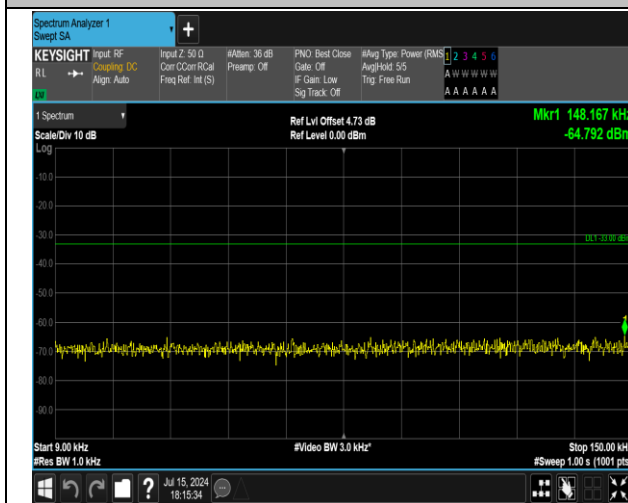 Spectrum Analyzer 1
Swept SA
+
KEYSIGHT
RL
Input: RF
Coupling: DC
Align: Auto
Input Z: 50 Ω
Corr CCorr RCal
Freq Ref: Int (S)
#Atten: 36 dB
Preamp: Off
PNO: Best Close
Gate: Off
IF Gain: Low
Sig Track: Off
#Avg Type: Power (RMS
Avg|Hold: 5/5
Trig: Free Run
1 2 3 4 5 6
A W W W W W
A A A A A A
1 Spectrum
Scale/Div 10 dB
Log
Ref Lvl Offset 4.73 dB
Ref Level 0.00 dBm
Mkr1 148.167 kHz
-64.792 dBm
-10.0
-20.0
-30.0
DL1 -33.00 dBm
-40.0
-50.0
-60.0
1
-70.0
-80.0
-90.0
Start 9.00 kHz
#Res BW 1.0 kHz
#Video BW 3.0 kHz*
Stop 150.00 kHz
#Sweep 1.00 s (1001 pts
?
Jul 15, 2024
18:15:34